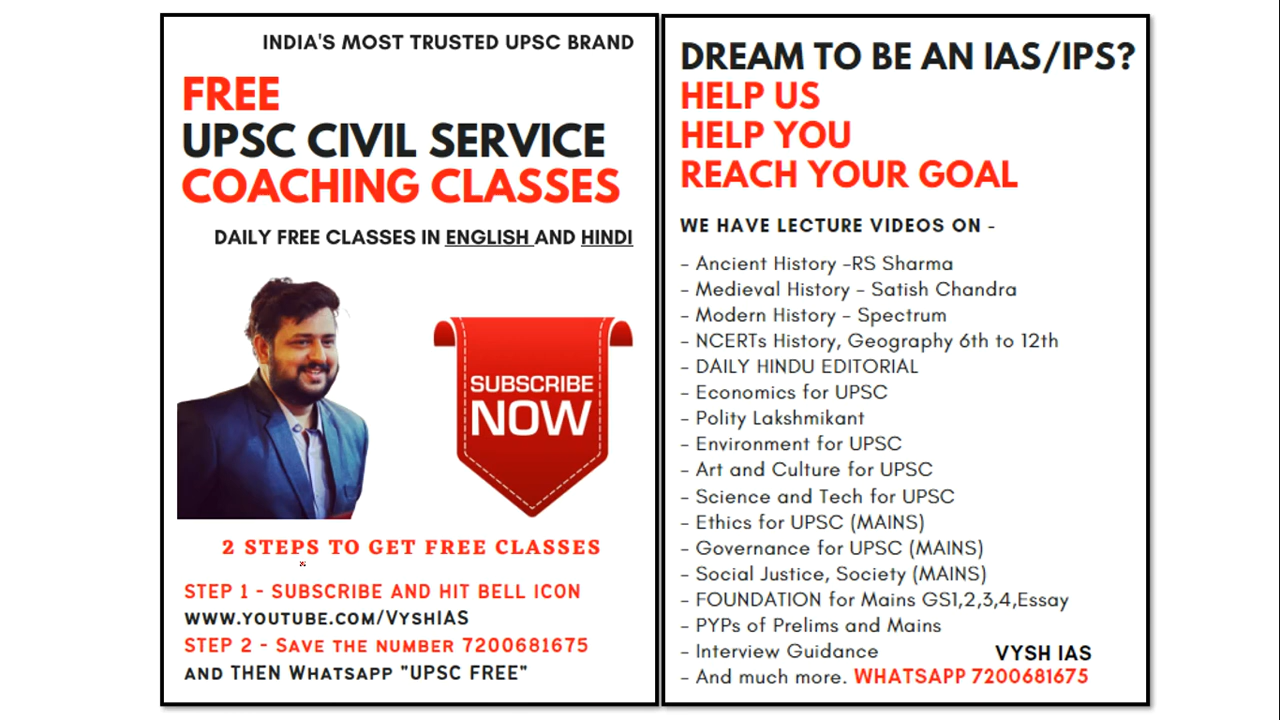 INDIA'S MOST TRUSTED UPSC BRAND
FREE
UPSC CIVIL SERVICE
COACHING CLASSES
DAILY FREE CLASSES IN ENGLISH AND HINDI
SUBSCRIBE
NOW
2 STEPS TO GET FREE CLASSES
STEP 1 - SUBSCRIBE AND HIT BELL ICON
WWW.YOUTUBE.COM/VYSHIAS
STEP 2 - SAVE THE NUMBER 7200681675
AND THEN WHATSAPP "UPSC FREE"
DREAM TO BE AN IAS/IPS?
HELP US
HELP YOU
REACH YOUR GOAL
WE HAVE LECTURE VIDEOS ON -
- Ancient History -RS Sharma
- Medieval History - Satish Chandra
- Modern History - Spectrum
- NCERTs History, Geography 6th to 12th
- DAILY HINDU EDITORIAL
- Economics for UPSC
- Polity Lakshmikant
- Environment for UPSC
- Art and Culture for UPSC
- Science and Tech for UPSC
- Ethics for UPSC (MAINS)
- Governance for UPSC (MAINS)
- Social Justice, Society (MAINS)
- FOUNDATION for Mains GS1,2,3,4,Essay
- PYPs of Prelims and Mains
- Interview Guidance VYSH IAS
- And much more. WHATSAPP 7200681675